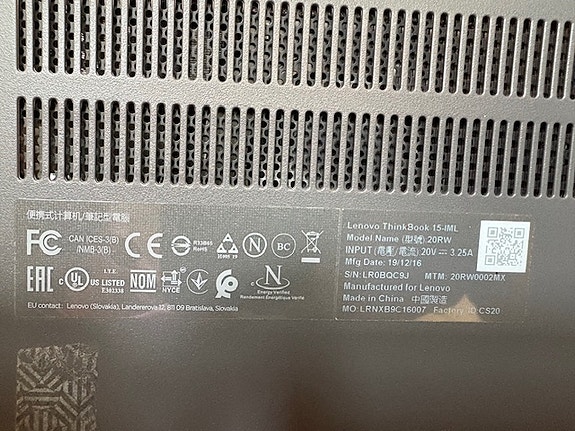 便携式计算机/筆記型電腦
FC CAN ICES-3(B)
/NMB-3(B)
CE
R33B66
RoHS
N
BC
EAC
c UL US LISTED
I.T.E.
E302338
NOM
NYCE
N
Energy Verified
Rendement Énergétique Vérifié
EU contact: Lenovo (Slovakia), Landererova 12, 811 09 Bratislava, Slovakia
Lenovo ThinkBook 15-IML
Model Name (型號) 20RW
INPUT (電壓/電流) 20V ⎓ 3.25A
Mfg Date: 19/12/16
S/N: LR0BQC9J MTM: 20RW0002MX
Manufactured for Lenovo
Made in China 中國製造
MO: LRNXB9C16007 Factory ID:CS20